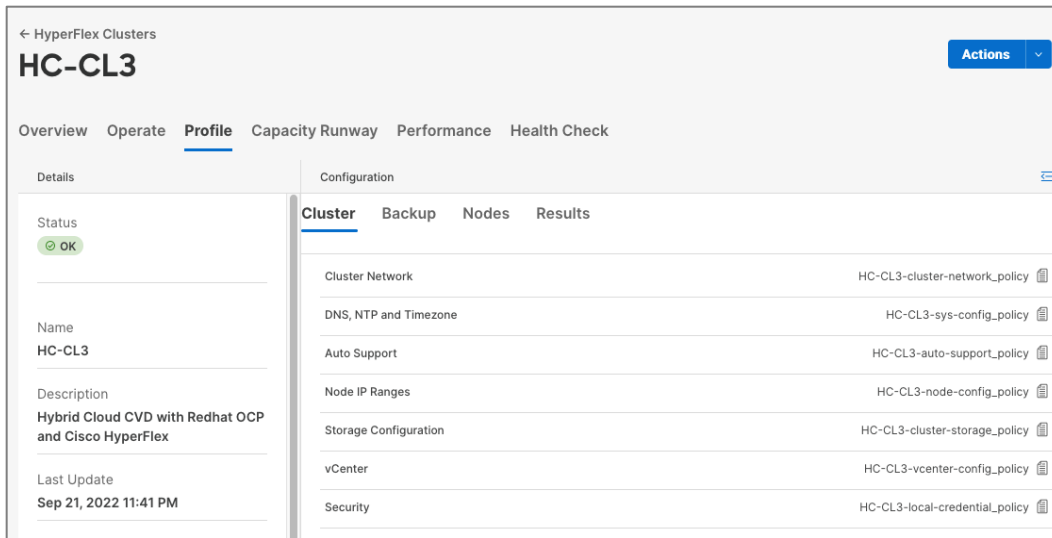 ← HyperFlex Clusters
HC-CL3
Actions
Overview Operate Profile Capacity Runway Performance Health Check
Details
Configuration
Status
OK
Name
HC-CL3
Description
Hybrid Cloud CVD with Redhat OCP
and Cisco HyperFlex
Last Update
Sep 21, 2022 11:41 PM
Cluster Backup Nodes Results
Cluster Network HC-CL3-cluster-network_policy
DNS, NTP and Timezone HC-CL3-sys-config_policy
Auto Support HC-CL3-auto-support_policy
Node IP Ranges HC-CL3-node-config_policy
Storage Configuration HC-CL3-cluster-storage_policy
vCenter HC-CL3-vcenter-config_policy
Security HC-CL3-local-credential_policy